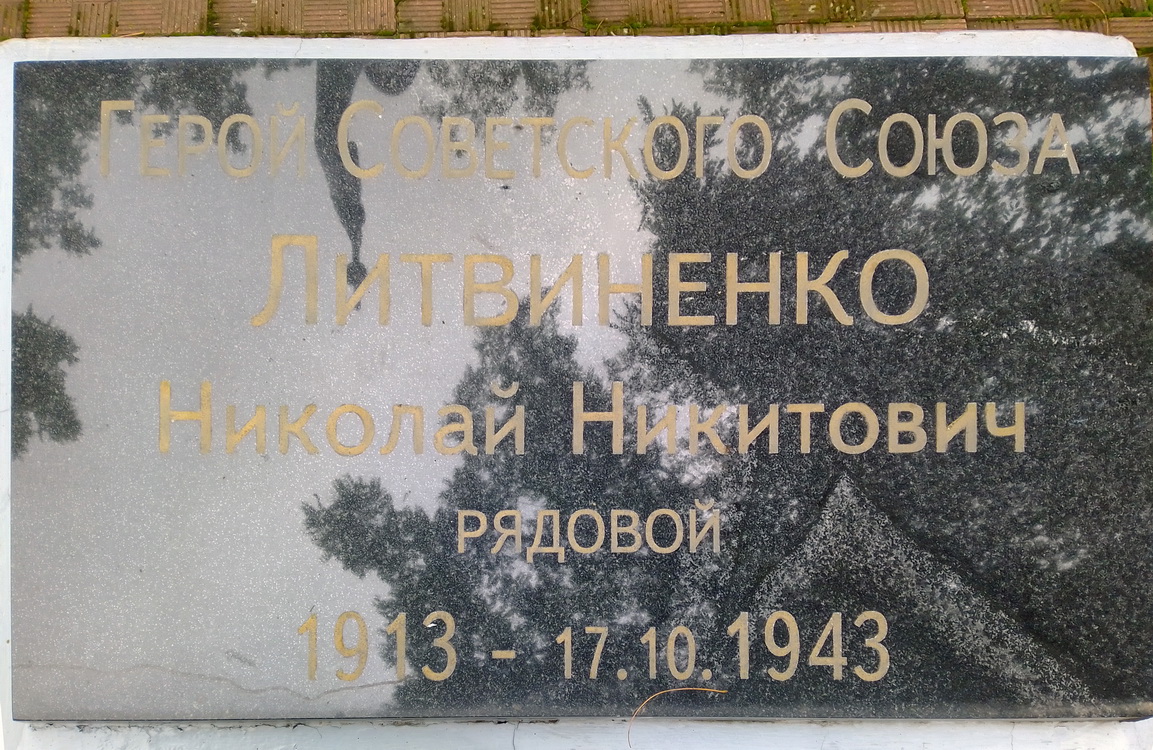 Герой Советского Союза
Литвиненко
Николай Никитович
рядовой
1913 - 17.10.1943